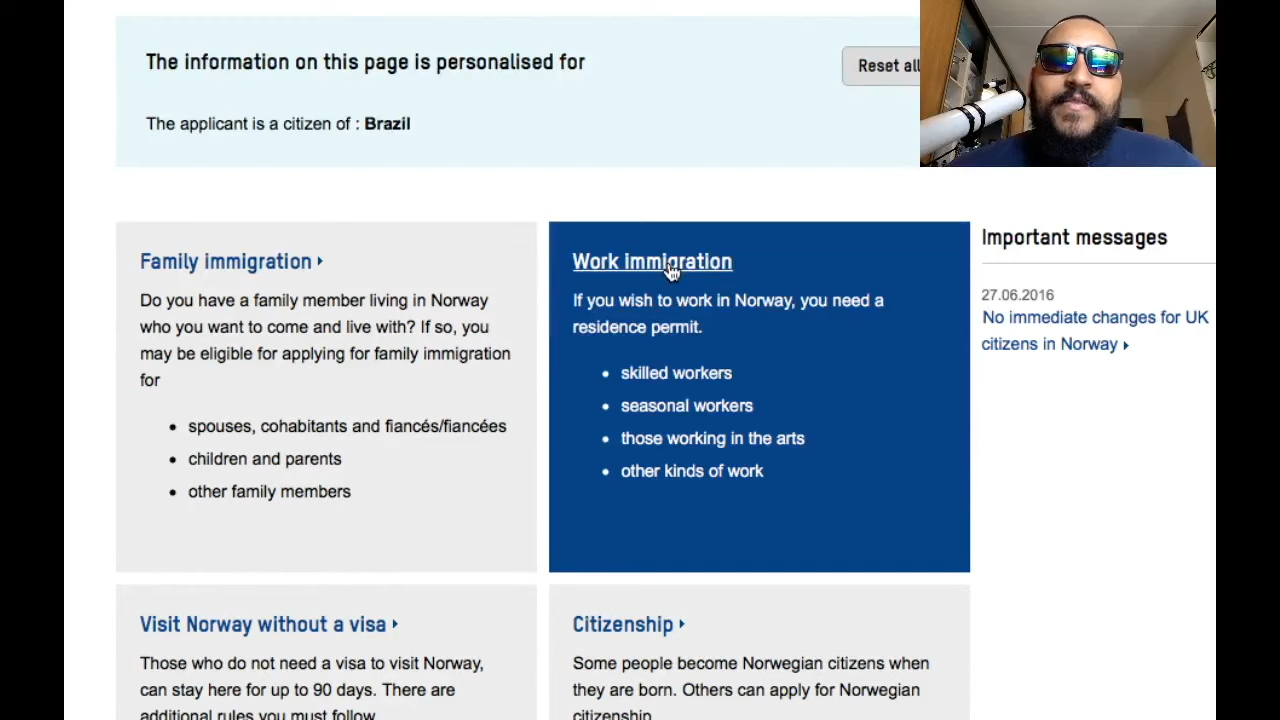 The information on this page is personalised for
Reset all
The applicant is a citizen of : Brazil
Family immigration
Do you have a family member living in Norway
who you want to come and live with? If so, you
may be eligible for applying for family immigration
for
spouses, cohabitants and fiancés/fiancées
children and parents
other family members
Work immigration
If you wish to work in Norway, you need a
residence permit.
skilled workers
seasonal workers
those working in the arts
other kinds of work
Important messages
27.06.2016
No immediate changes for UK
citizens in Norway
Visit Norway without a visa
Those who do not need a visa to visit Norway,
can stay here for up to 90 days. There are
additional rules you must follow
Citizenship
Some people become Norwegian citizens when
they are born. Others can apply for Norwegian
citizenship